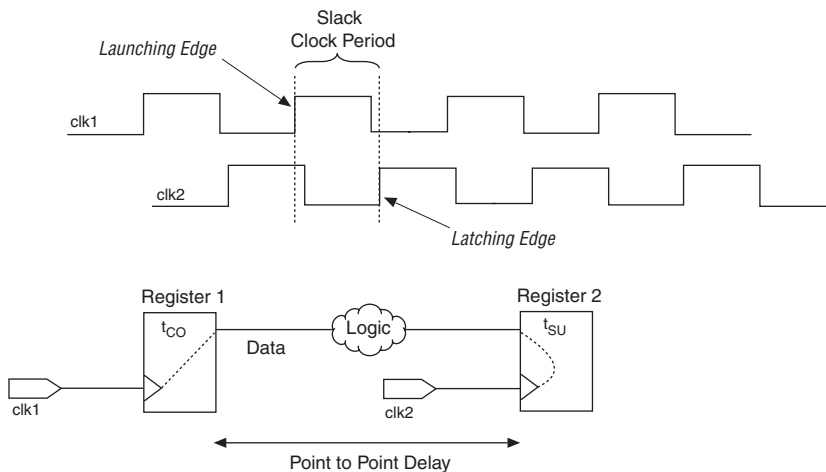 Slack
Clock Period
Launching Edge
clk1
clk2
Latching Edge
Register 1
Register 2
tCO
Logic
tSU
Data
clk1
clk2
Point to Point Delay